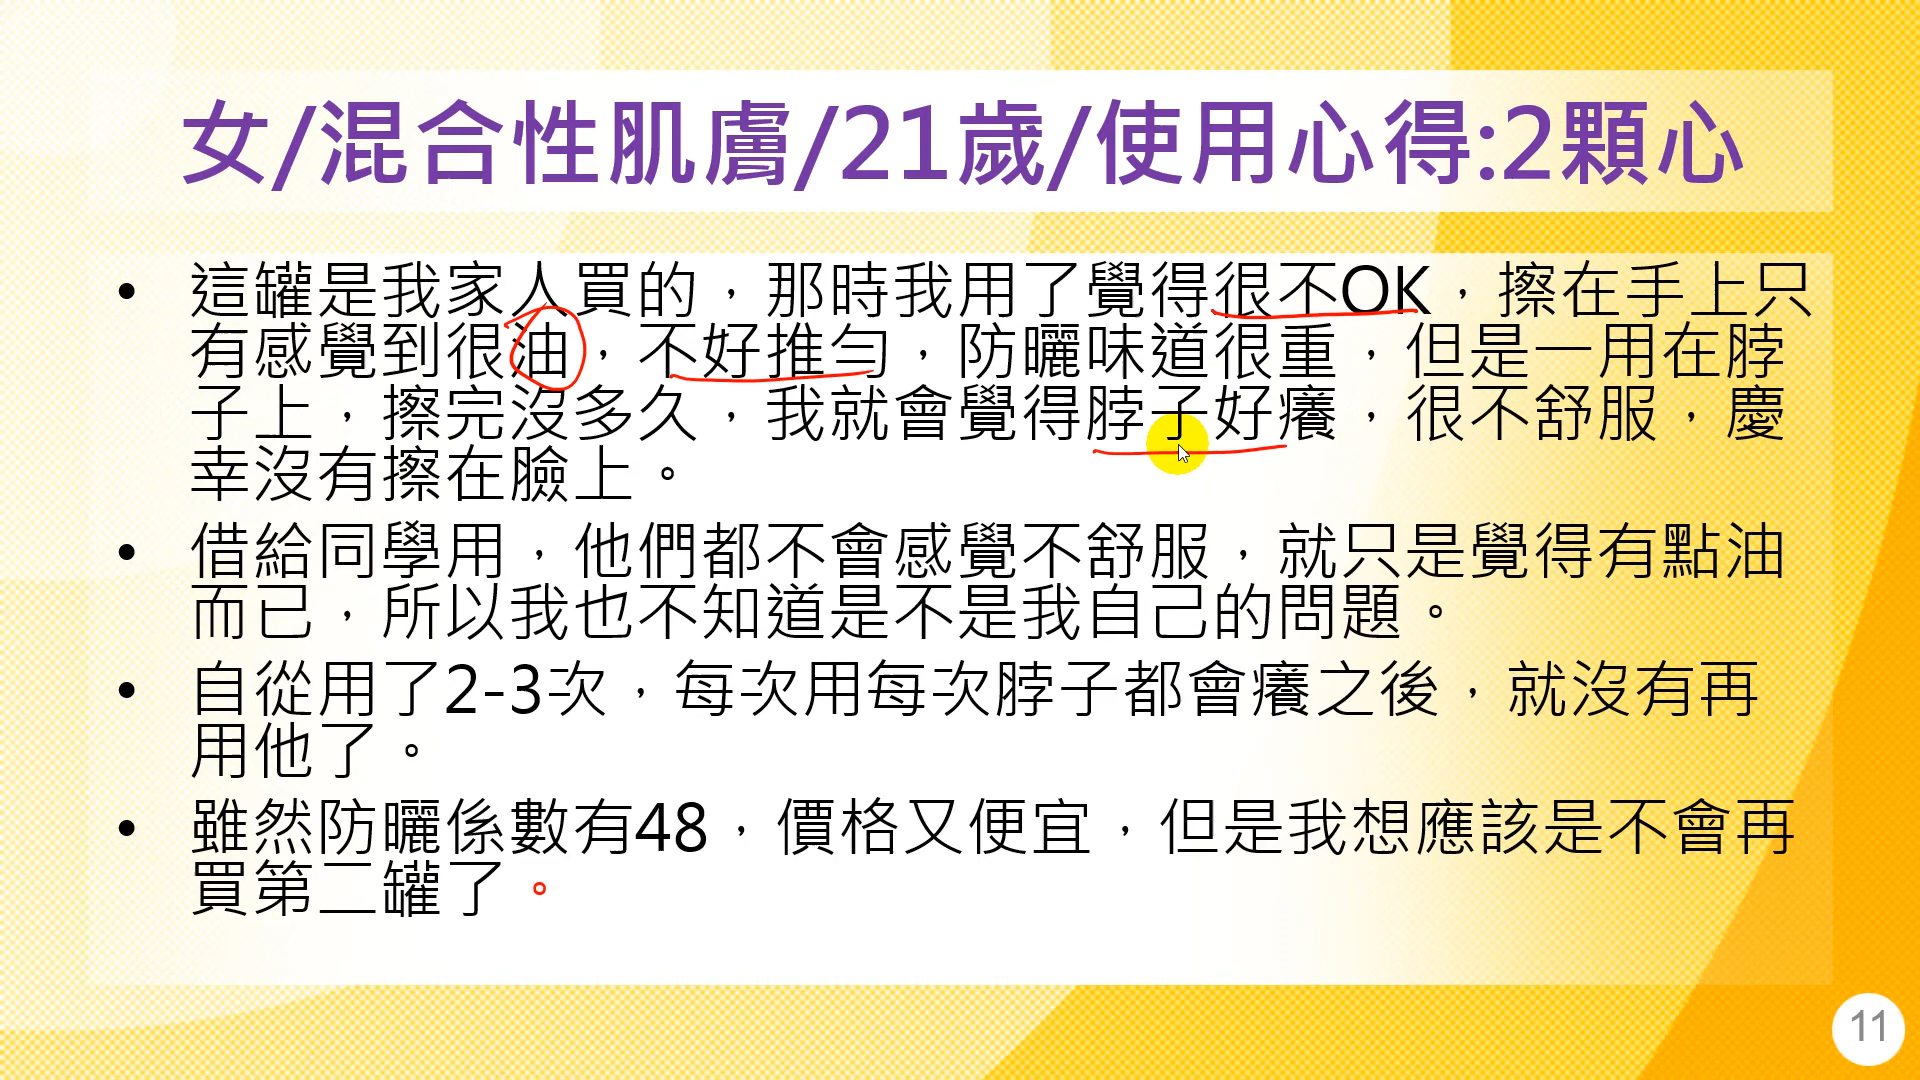 女/混合性肌膚/21歲/使用心得:2顆心
• 這罐是我家人買的，那時我用了覺得很不OK，擦在手上只
有感覺到很油，不好推勻，防曬味道很重，但是一用在脖
子上，擦完沒多久，我就會覺得脖子好癢，很不舒服，慶
幸沒有擦在臉上。
• 借給同學用，他們都不會感覺不舒服，就只是覺得有點油
而已，所以我也不知道是不是我自己的問題。
• 自從用了2-3次，每次用每次脖子都會癢之後，就沒有再
用他了。
• 雖然防曬係數有48，價格又便宜，但是我想應該是不會再
買第二罐了。
11